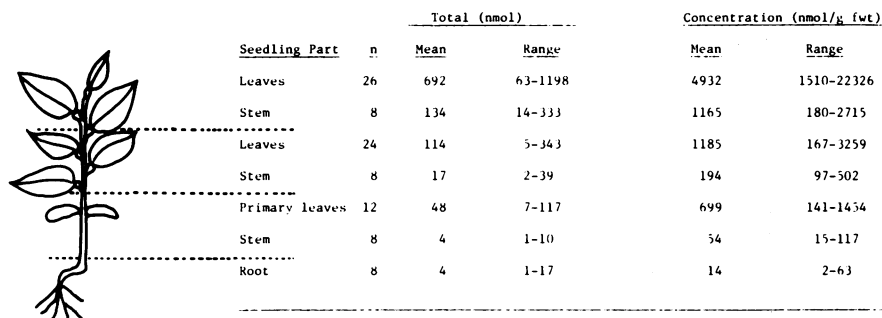 Total (nmol) Concentration (nmol/g fwt)
Seedling Part n Mean Range Mean Range
Leaves 26 692 63-1198 4932 1510-22326
Stem 8 134 14-333 1165 180-2715
Leaves 24 114 5-343 1185 167-3259
Stem 8 17 2-39 194 97-502
Primary leaves 12 48 7-117 699 141-1454
Stem 8 4 1-10 54 15-117
Root 8 4 1-17 14 2-63